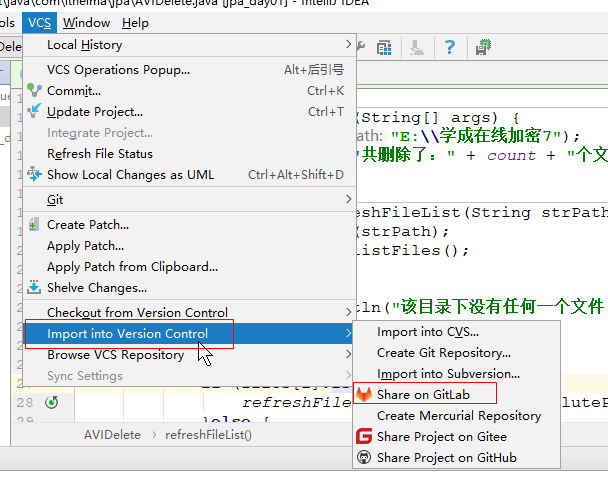 t\java\com\itheima\jpa\AVIDelete.java [jpa_day01] - IntelliJ IDEA
ols VCS Window Help
Local History
VCS Operations Popup... Alt+后引号
Commit... Ctrl+K
Update Project... Ctrl+T
Integrate Project...
Refresh File Status
Show Local Changes as UML Ctrl+Alt+Shift+D
Git
Create Patch...
Apply Patch...
Apply Patch from Clipboard...
Shelve Changes...
Checkout from Version Control
Import into Version Control
Browse VCS Repository
Sync Settings
Import into CVS...
Create Git Repository...
Import into Subversion...
Share on GitLab
Create Mercurial Repository
Share Project on Gitee
Share Project on GitHub
(String[] args) {
path: "E:\\学成在线加密7");
"共删除了: " + count + "个文
reshFileList(String strPath
(strPath);
listFiles();
tln("该目录下没有任何一个文件
28 refreshFile
29 }else {
AVIDelete refreshFileList()